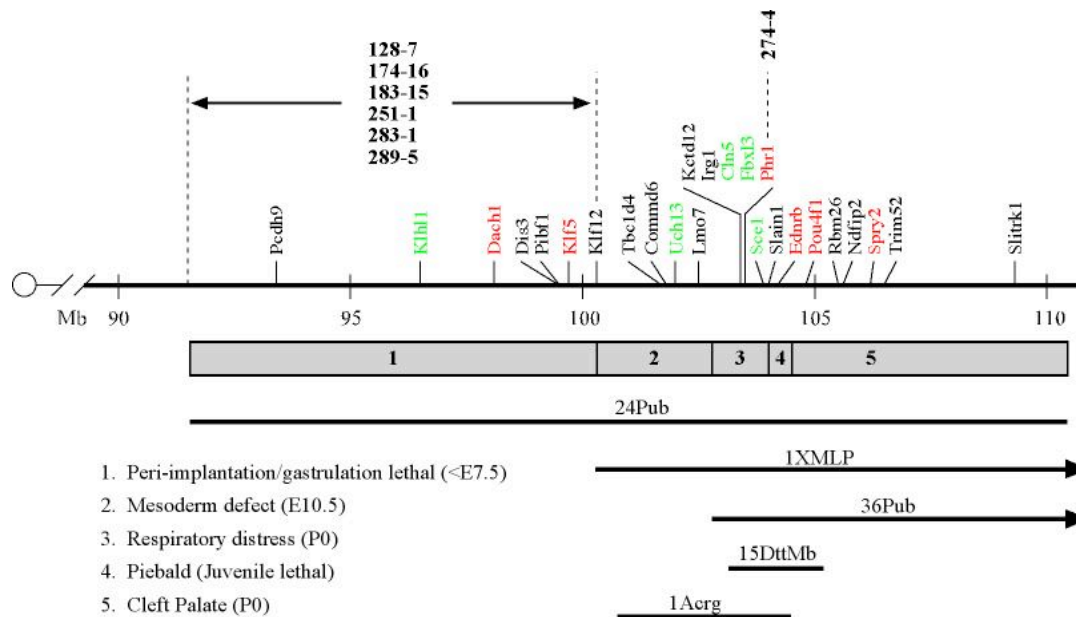 128-7
174-16
183-15
251-1
283-1
289-5
274-4
Pcdh9
Klhl1
Dach1
Dis3
Pibf1
Klf5
Klf12
Tbc1d4
Commd6
Uch13
Lmo7
Kctd12
Irg1
Cln5
Fbxl3
Phr1
Sce1
Slain1
Ednrb
Pou4f1
Rbm26
Ndfip2
Spry2
Trim52
Slitrk1
Mb 90 95 100 105 110
1 2 3 4 5
24Pub
1XMLP
36Pub
15DttMb
1Acrg
1. Peri-implantation/gastrulation lethal (<E7.5)
2. Mesoderm defect (E10.5)
3. Respiratory distress (P0)
4. Piebald (Juvenile lethal)
5. Cleft Palate (P0)